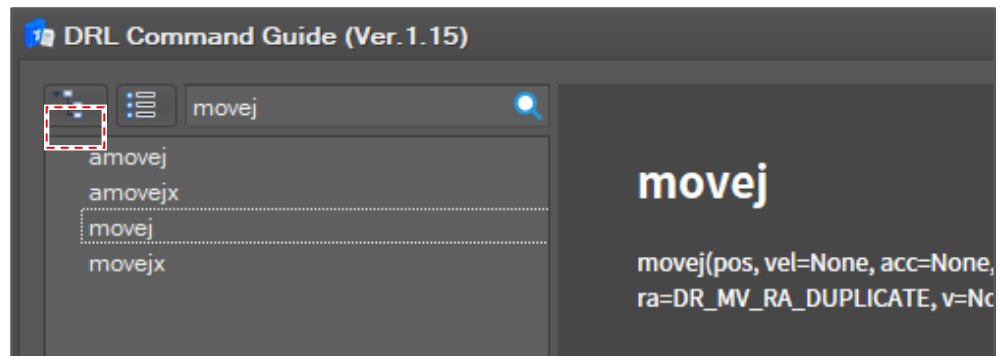 DRL Command Guide (Ver.1.15)
movej
amovej
amovejx
movej
movejx
movej
movej(pos, vel=None, acc=None,
ra=DR_MV_RA_DUPLICATE, v=No